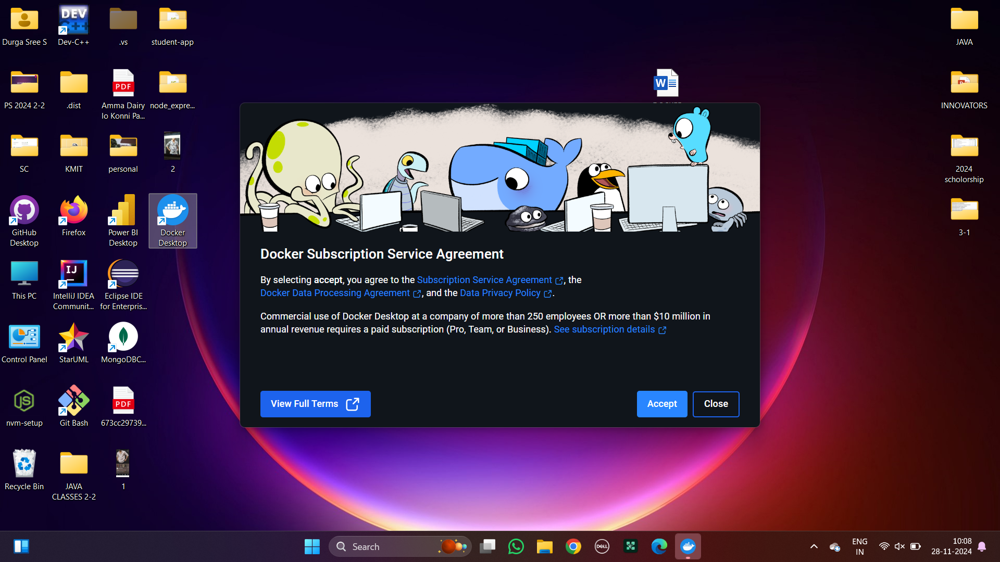 Durga Sree S
Dev-C++
.vs
student-app
JAVA
PS 2024 2-2
.dist
Amma Dairy
lo Konni Pa...
node_expre...
INNOVATORS
SC
KMIT
personal
2
2024
scholorship
GitHub
Desktop
Firefox
Power BI
Desktop
Docker
Desktop
3-1
This PC
IntelliJ IDEA
Communit...
Eclipse IDE
for Enterpris...
Control Panel
StarUML
MongoDBC...
nvm-setup
Git Bash
673cc29739...
Recycle Bin
JAVA
CLASSES 2-2
1
DEV
C++
PDF
W
IJ
JS
PDF
Docker Subscription Service Agreement
By selecting accept, you agree to the Subscription Service Agreement, the
Docker Data Processing Agreement, and the Data Privacy Policy.
Commercial use of Docker Desktop at a company of more than 250 employees OR more than $10 million in
annual revenue requires a paid subscription (Pro, Team, or Business). See subscription details
View Full Terms
Accept
Close
Search
DELL
ENG
IN
10:08
28-11-2024